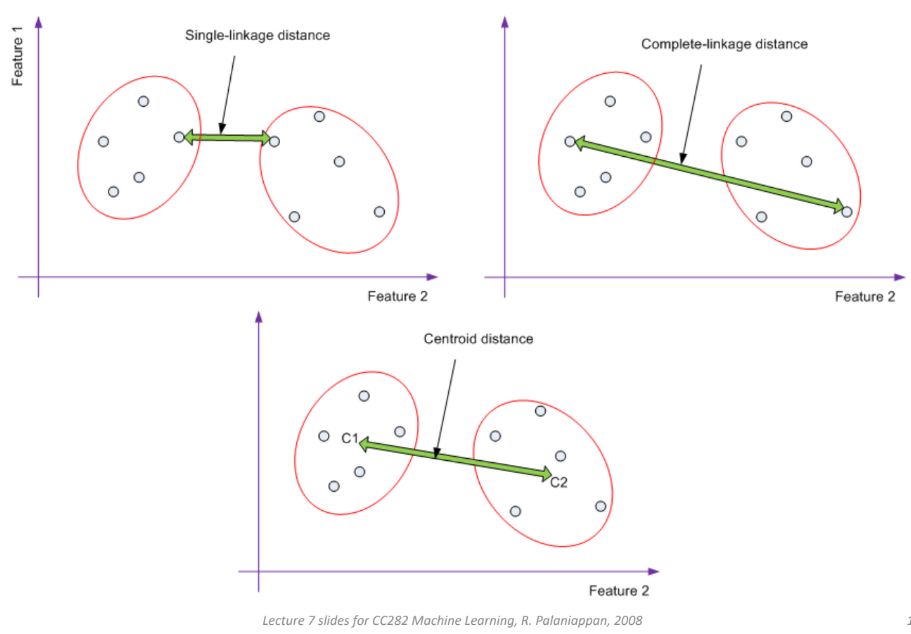 Single-linkage distance
Feature 1
Feature 2
Complete-linkage distance
Feature 2
Centroid distance
C1
C2
Feature 2
Lecture 7 slides for CC282 Machine Learning, R. Palaniappan, 2008
1